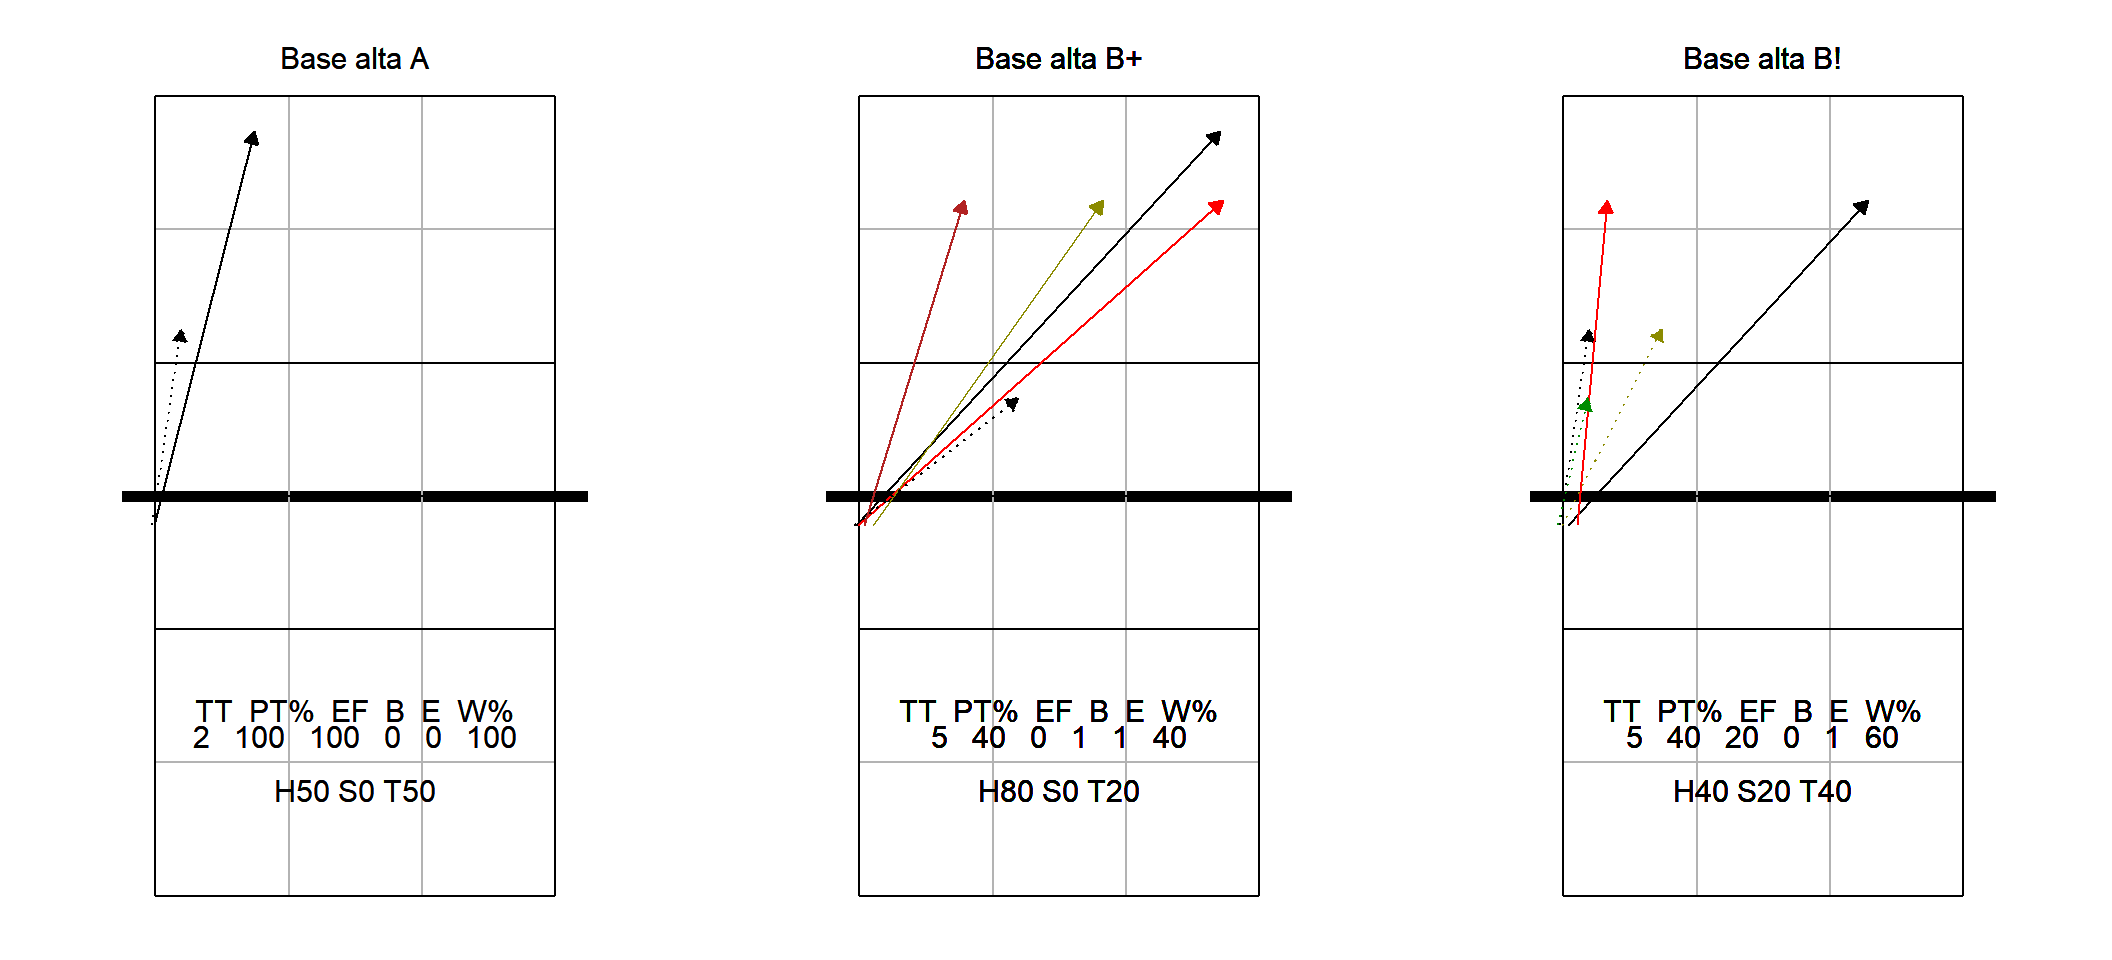 Base alta A
TT PT% EF B E W%
2 100 100 0 0 100
H50 S0 T50
Base alta B+
TT PT% EF B E W%
5 40 0 1 1 40
H80 S0 T20
Base alta B!
TT PT% EF B E W%
5 40 20 0 1 60
H40 S20 T40